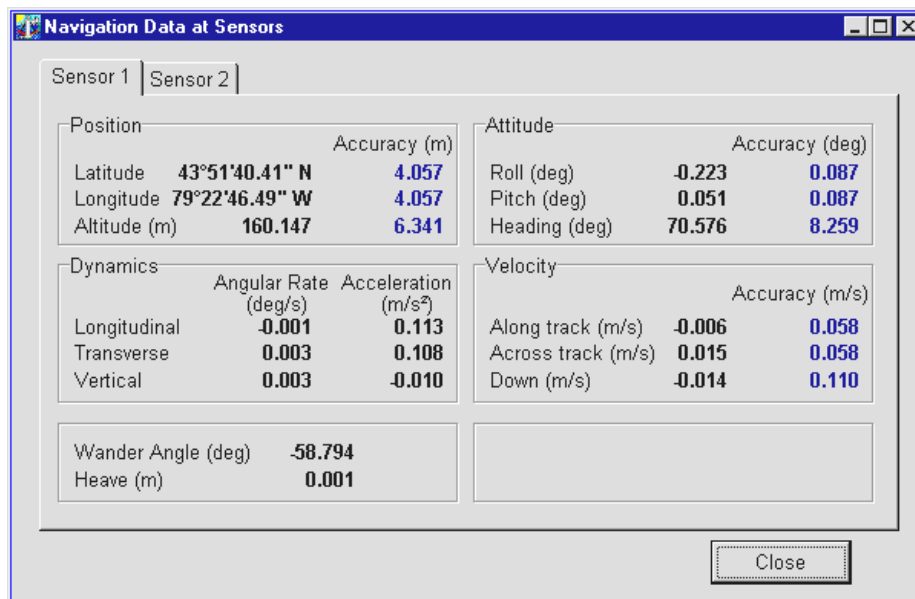 Navigation Data at Sensors
Sensor 1 Sensor 2
Position
Accuracy (m)
Latitude 43°51'40.41" N 4.057
Longitude 79°22'46.49" W 4.057
Altitude (m) 160.147 6.341
Attitude
Accuracy (deg)
Roll (deg) -0.223 0.087
Pitch (deg) 0.051 0.087
Heading (deg) 70.576 8.259
Dynamics
Angular Rate (deg/s) Acceleration (m/s²)
Longitudinal -0.001 0.113
Transverse 0.003 0.108
Vertical 0.003 -0.010
Velocity
Accuracy (m/s)
Along track (m/s) -0.006 0.058
Across track (m/s) 0.015 0.058
Down (m/s) -0.014 0.110
Wander Angle (deg) -58.794
Heave (m) 0.001
Close